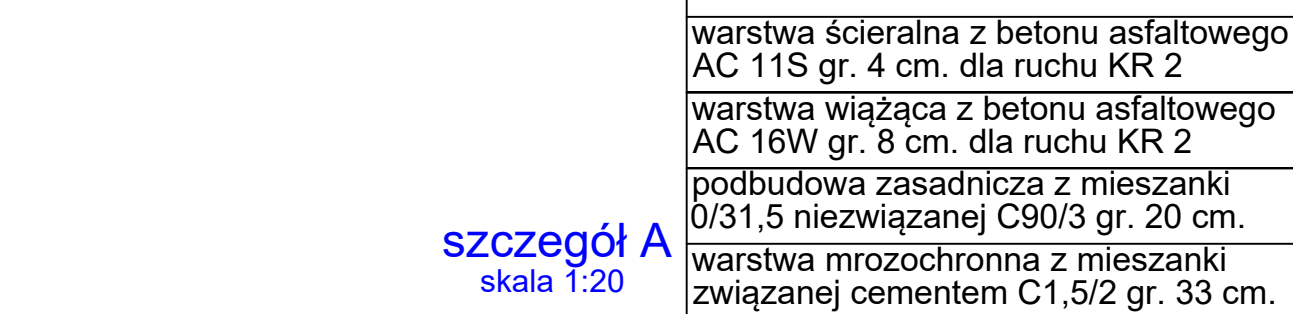 warstwa ścieralna z betonu asfaltowego
AC 11S gr. 4 cm. dla ruchu KR 2
warstwa wiążąca z betonu asfaltowego
AC 16W gr. 8 cm. dla ruchu KR 2
podbudowa zasadnicza z mieszanki
0/31,5 niezwiązanej C90/3 gr. 20 cm.
warstwa mrozochronna z mieszanki
związanej cementem C1,5/2 gr. 33 cm.
szczegół A
skala 1:20